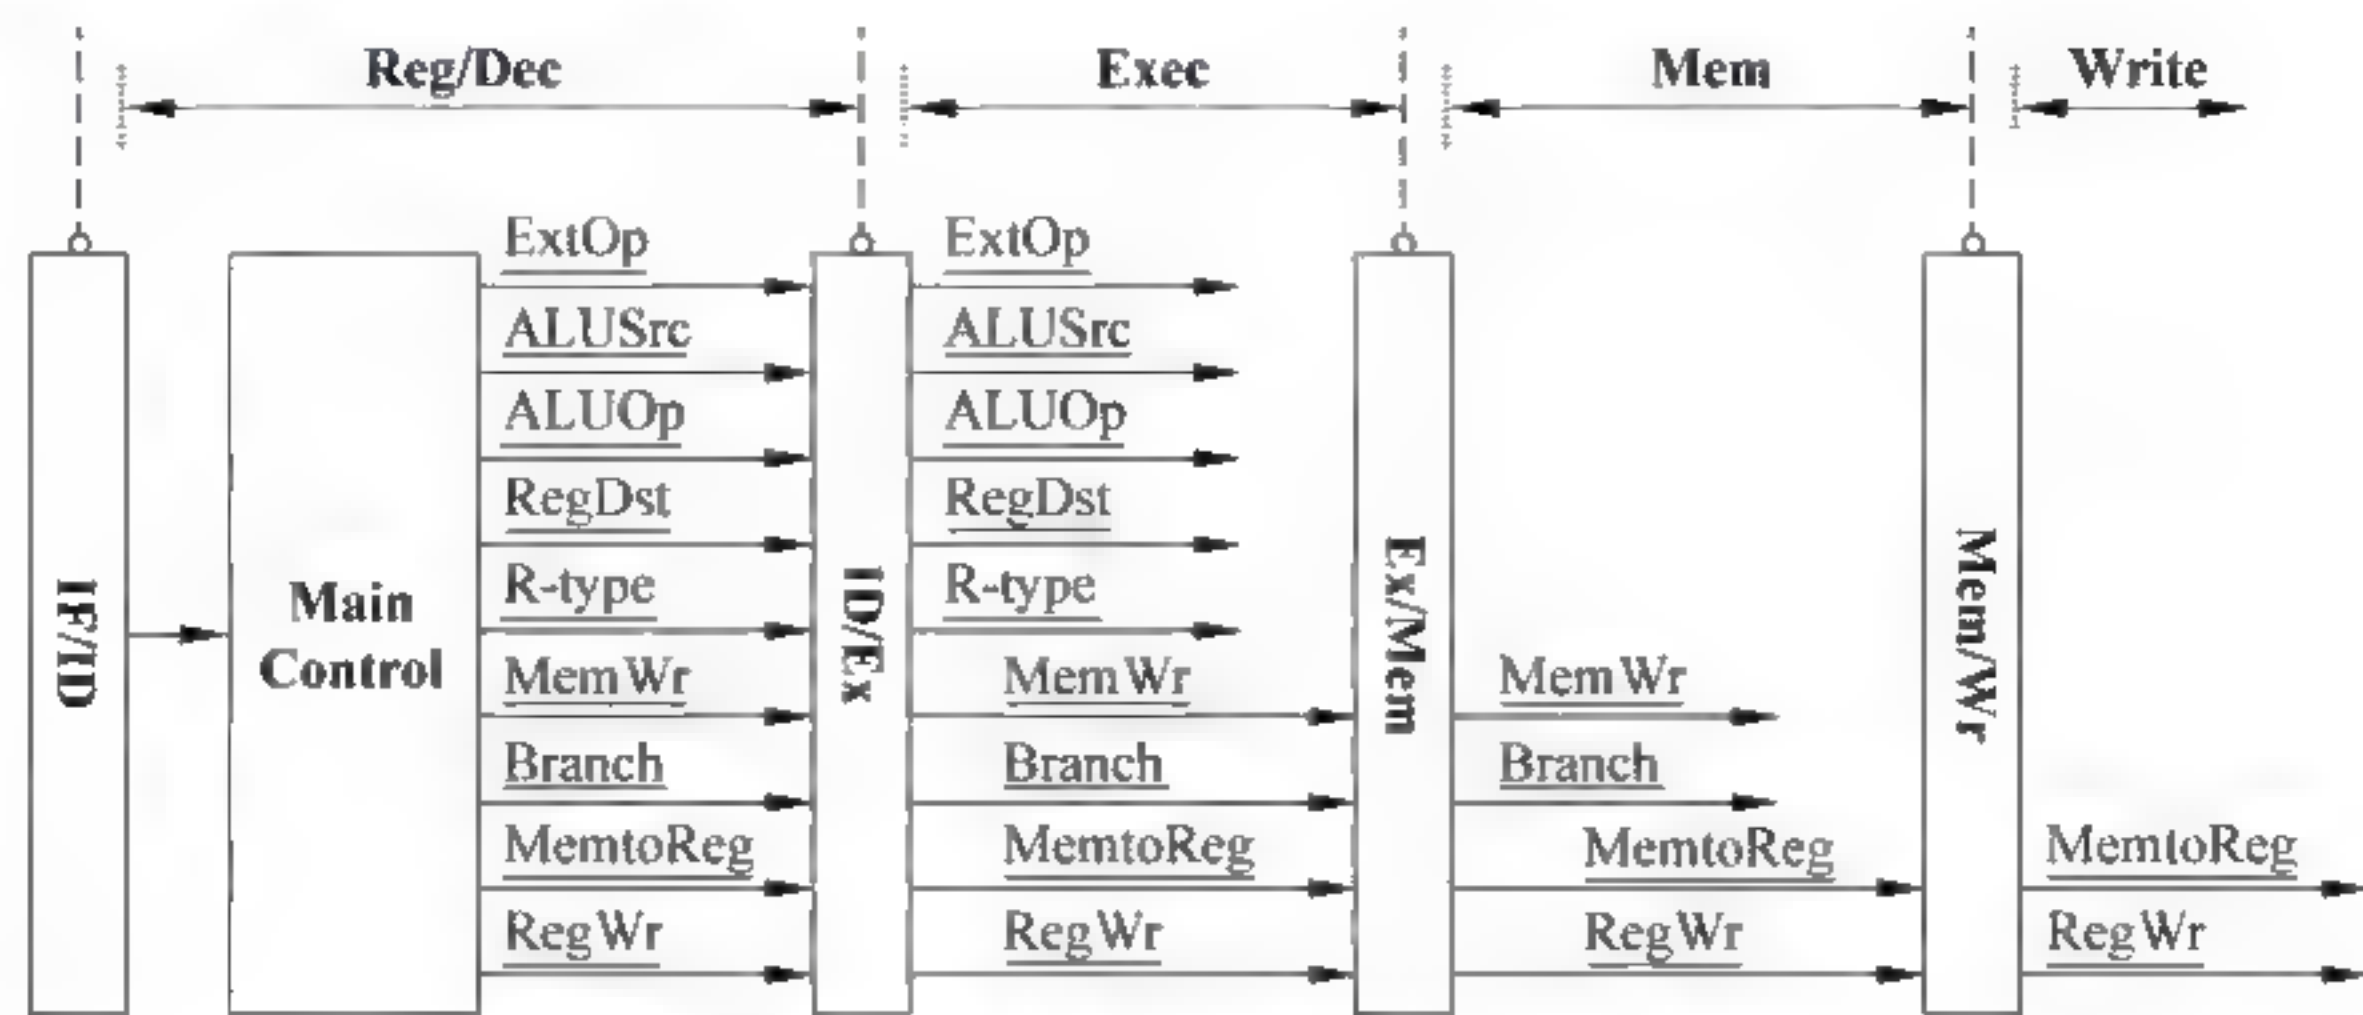 Reg/Dec
Exec
Mem
Write
ExtOp
ExtOp
ALUSrc
ALUSrc
ALUOp
ALUOp
RegDst
RegDst
R-type
R-type
IF/ID
Main
Control
ID/Ex
Ex/Mem
Mem/Wr
MemWr
MemWr
MemWr
Branch
Branch
Branch
MemtoReg
MemtoReg
MemtoReg
MemtoReg
RegWr
RegWr
RegWr
RegWr